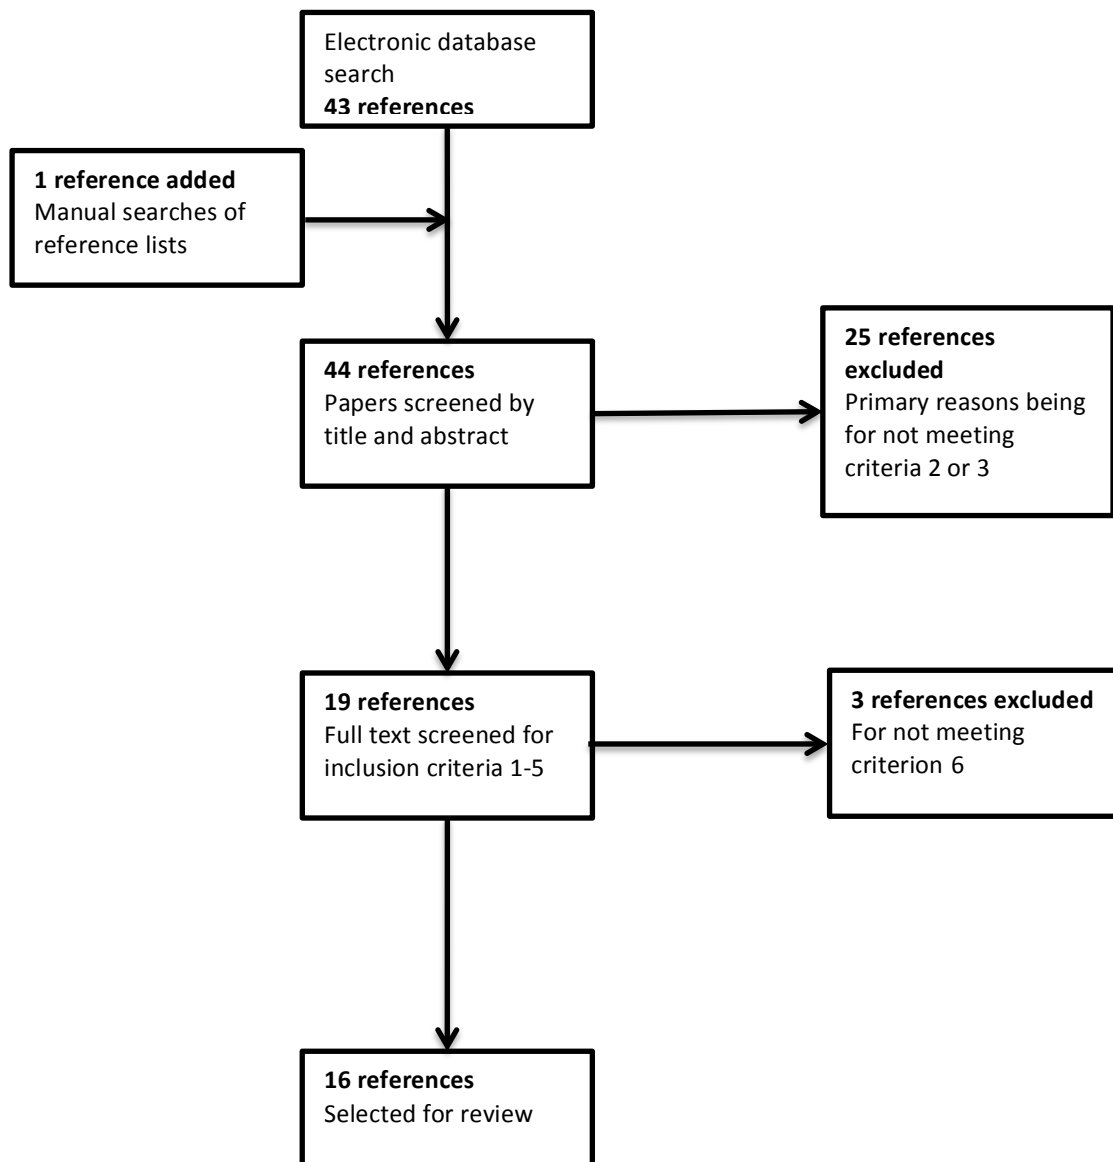 Electronic database
search
43 references
1 reference added
Manual searches of
reference lists
44 references
Papers screened by
title and abstract
25 references
excluded
Primary reasons being
for not meeting
criteria 2 or 3
19 references
Full text screened for
inclusion criteria 1-5
3 references excluded
For not meeting
criterion 6
16 references
Selected for review